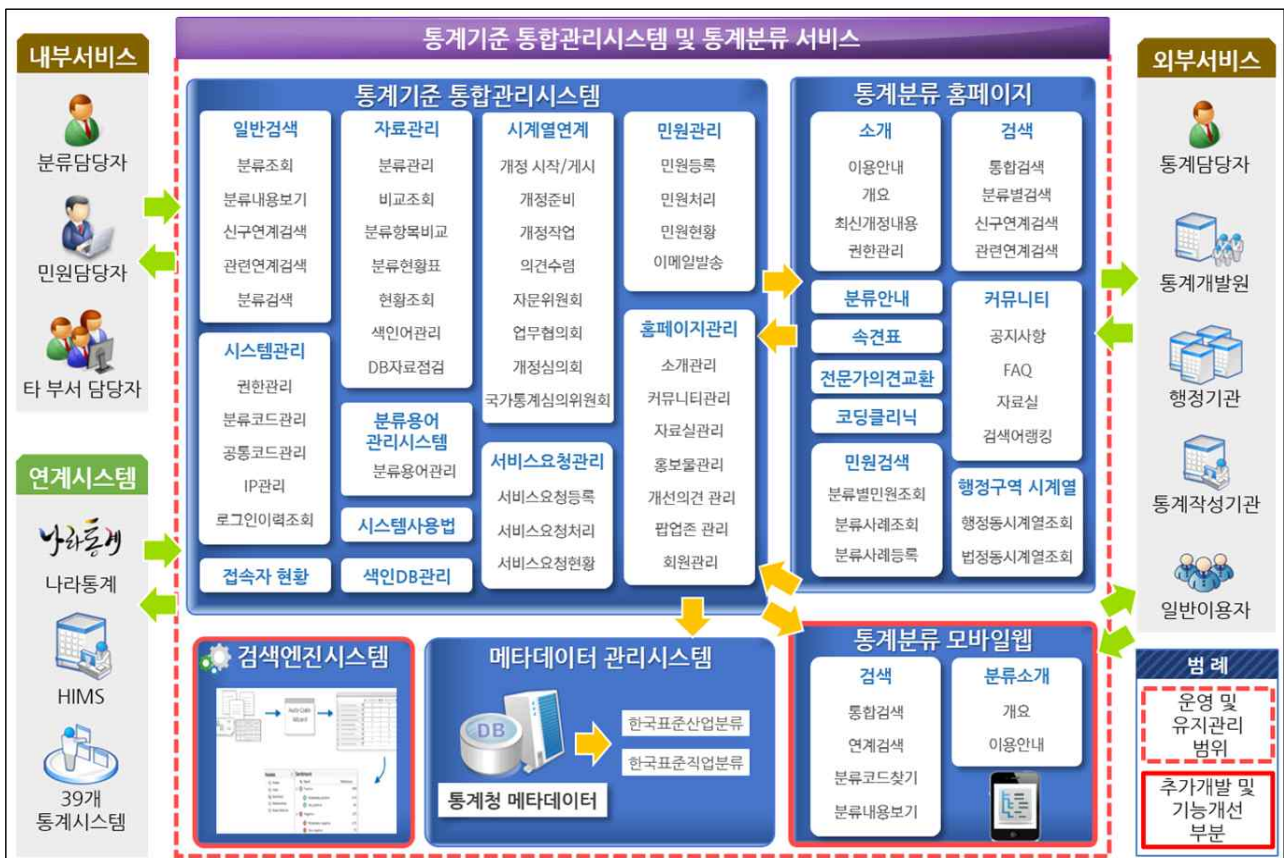 통계기준 통합관리시스템 및 통계분류 서비스
내부서비스
분류담당자
민원담당자
타 부서 담당자
연계시스템
나라통계
나라통계
HIMS
39개
통계시스템
통계기준 통합관리시스템
일반검색
분류조회
분류내용보기
신구연계검색
관련연계검색
분류검색
시스템관리
권한관리
분류코드관리
공통코드관리
IP관리
로그인이력조회
접속자 현황
자료관리
분류관리
비교조회
분류항목비교
분류현황표
현황조회
색인어관리
DB자료점검
분류용어
관리시스템
분류용어관리
시스템사용법
색인DB관리
시계열연계
개정 시작/게시
개정준비
개정작업
의견수렴
자문위원회
업무협의회
개정심의회
국가통계심의위원회
서비스요청관리
서비스요청등록
서비스요청처리
서비스요청현황
민원관리
민원등록
민원처리
민원현황
이메일발송
홈페이지관리
소개관리
커뮤니티관리
자료실관리
홍보물관리
개선의견 관리
팝업존 관리
회원관리
통계분류 홈페이지
소개
이용안내
개요
최신개정내용
권한관리
분류안내
속견표
전문가의견교환
코딩클리닉
민원검색
분류별민원조회
분류사례조회
분류사례등록
검색
통합검색
분류별검색
신구연계검색
관련연계검색
커뮤니티
공지사항
FAQ
자료실
검색어랭킹
행정구역 시계열
행정동시계열조회
법정동시계열조회
검색엔진시스템
메타데이터 관리시스템
DB
통계청 메타데이터
한국표준산업분류
한국표준직업분류
통계분류 모바일웹
검색
통합검색
연계검색
분류코드찾기
분류내용보기
분류소개
개요
이용안내
외부서비스
통계담당자
통계개발원
행정기관
통계작성기관
일반이용자
범 례
운영 및
유지관리
범위
추가개발 및
기능개선
부분